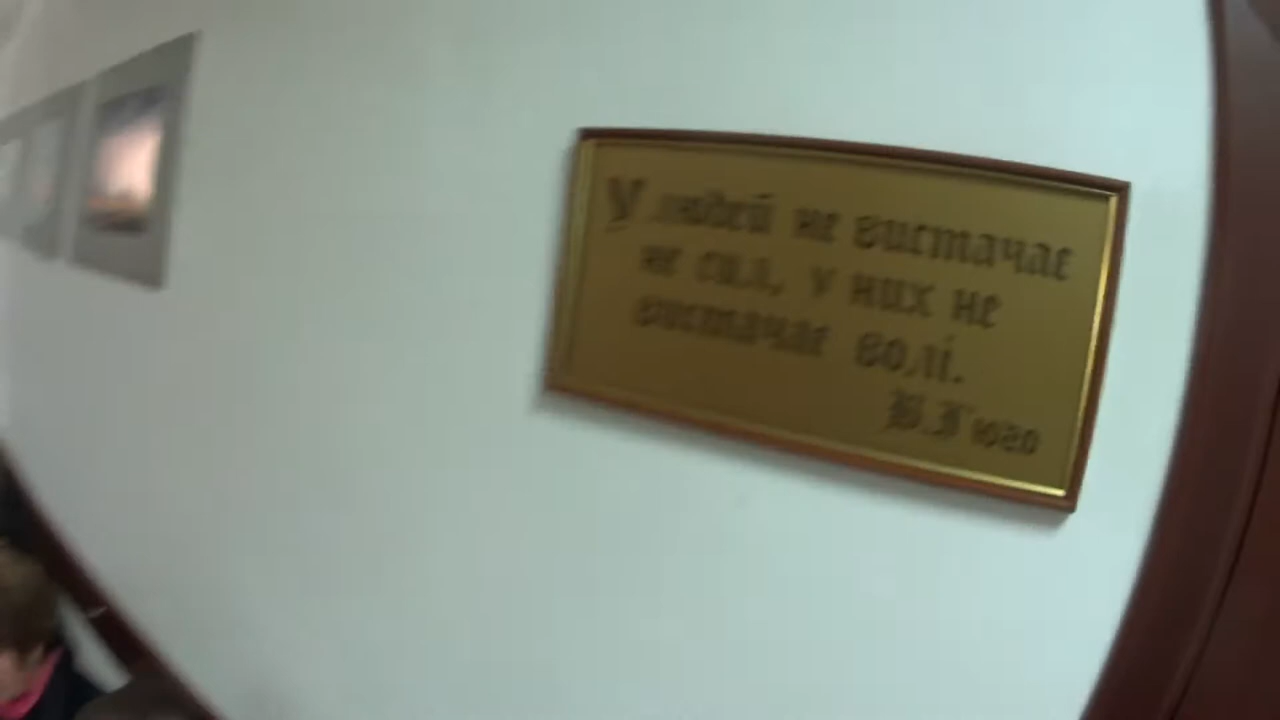 У людей не вистачає
не сил, у них не
вистачає волі.
В.Гюго